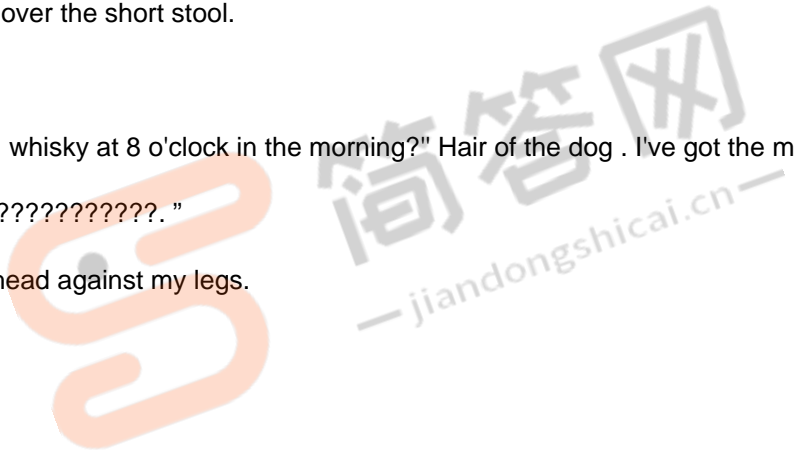 over the short stool.
whisky at 8 o'clock in the morning?" Hair of the dog . I've got the m
???????????. ”
head against my legs.
简答网
jiandongshicai.cn